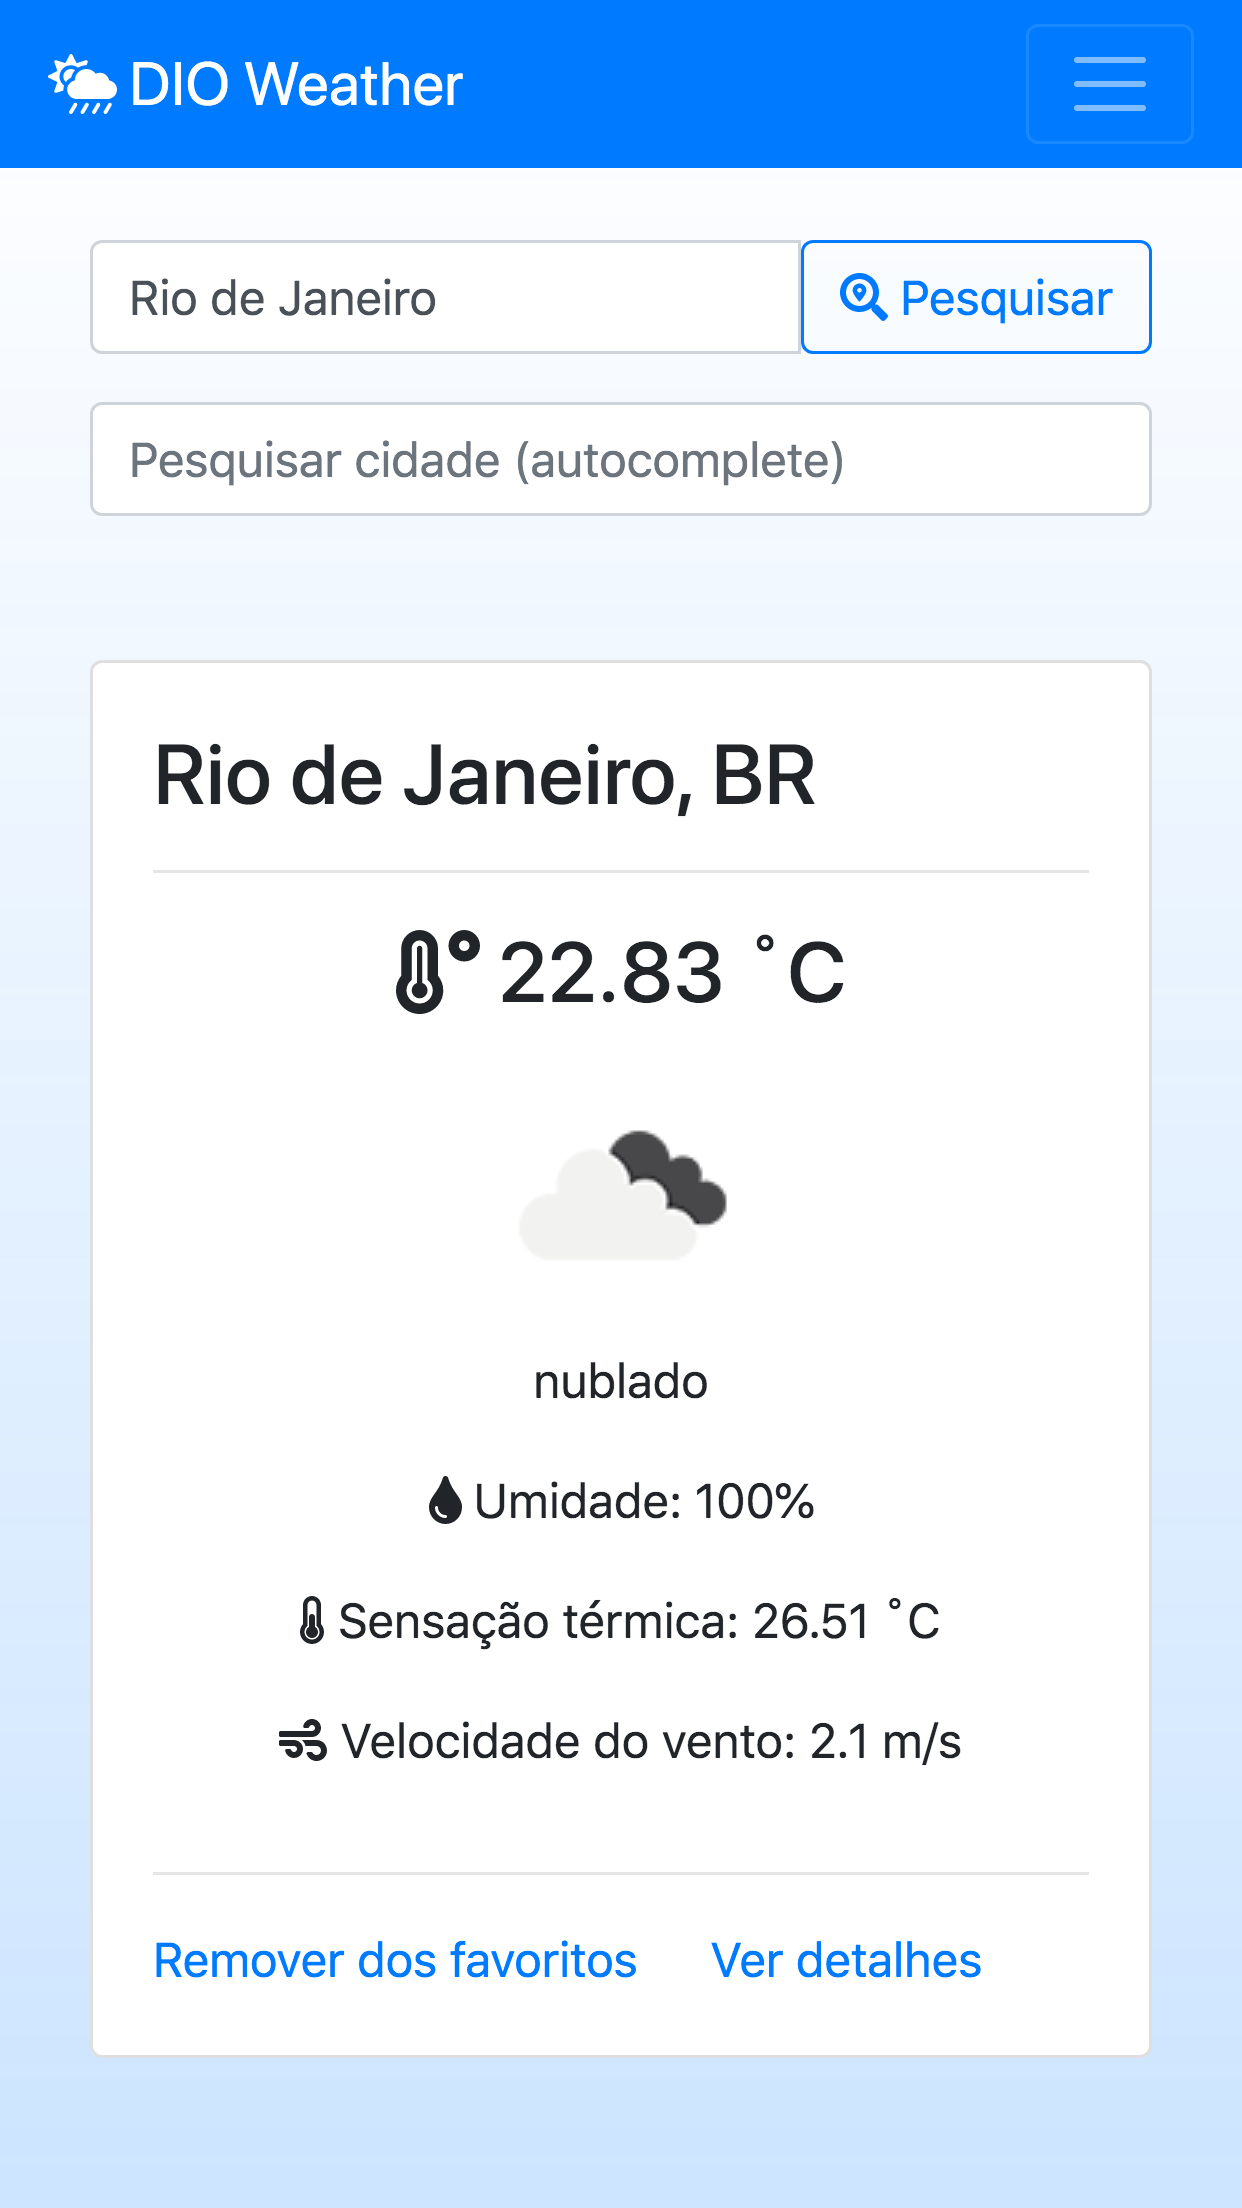 DIO Weather
Rio de Janeiro
Pesquisar
Pesquisar cidade (autocomplete)
Rio de Janeiro, BR
22.83 °C
nublado
Umidade: 100%
Sensação térmica: 26.51 °C
Velocidade do vento: 2.1 m/s
Remover dos favoritos
Ver detalhes